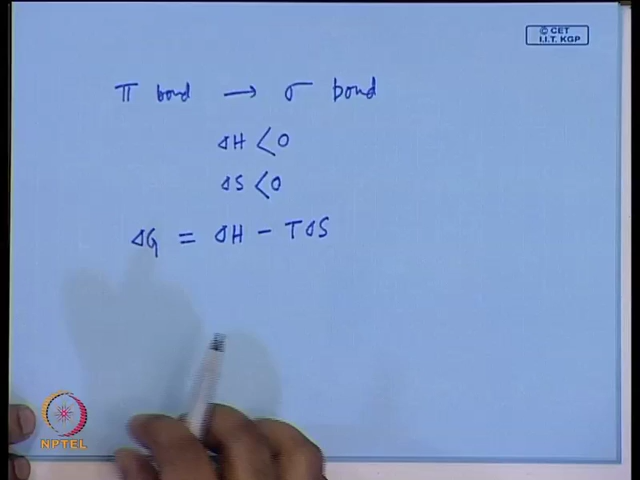 © CET
I.I.T. KGP
π bond → σ bond
ΔH < 0
ΔS < 0
ΔG = ΔH - TΔS
NPTEL